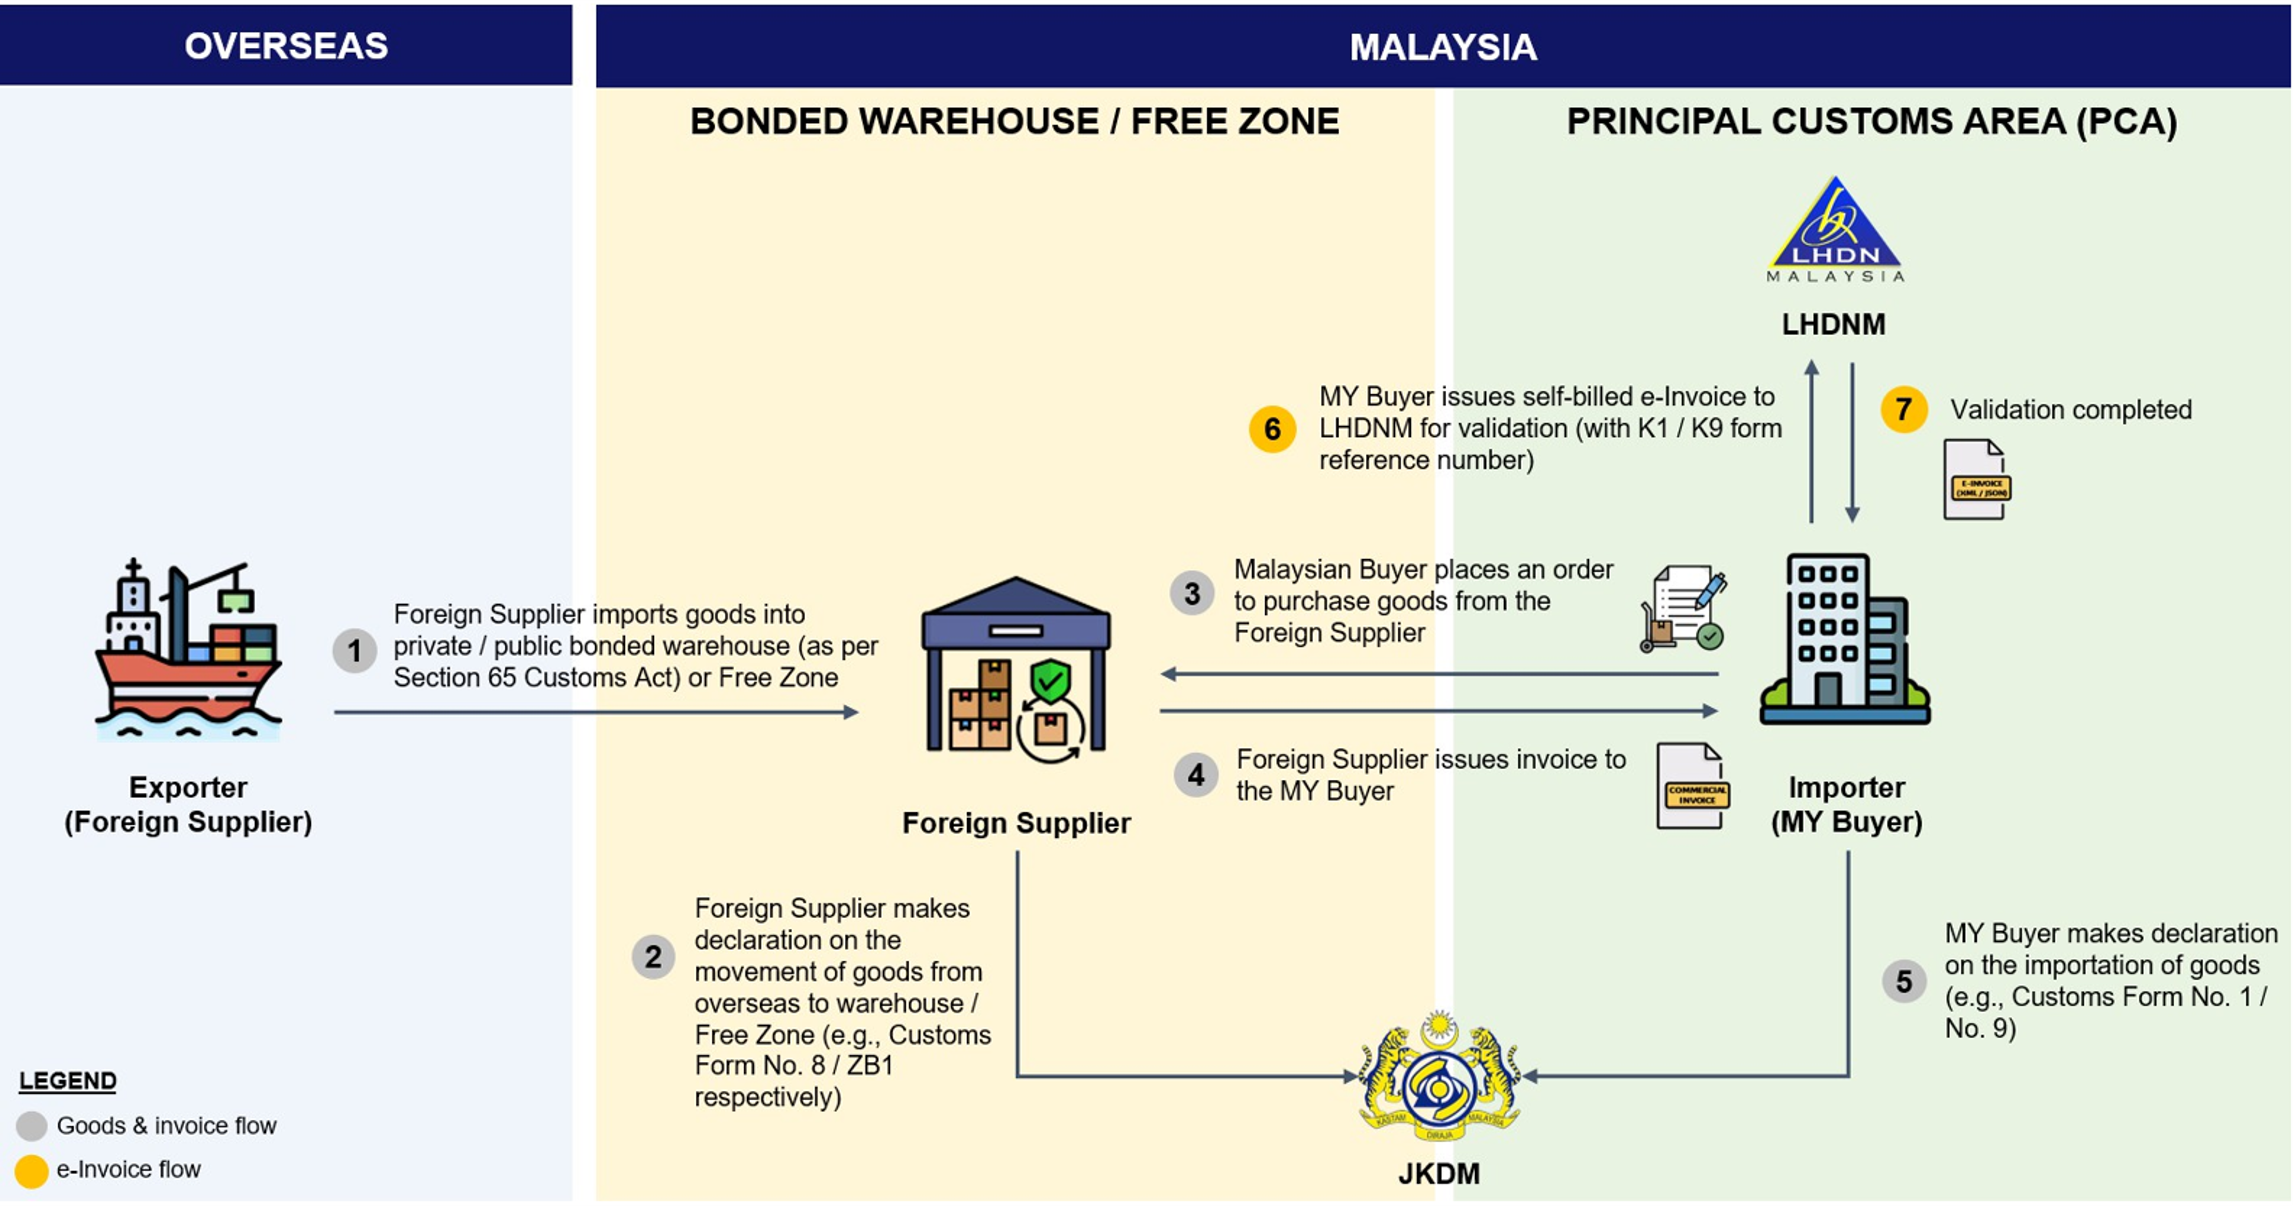 OVERSEAS
MALAYSIA
BONDED WAREHOUSE / FREE ZONE
PRINCIPAL CUSTOMS AREA (PCA)
LHDN
MALAYSIA
LHDNM
6
MY Buyer issues self-billed e-Invoice to
LHDNM for validation (with K1 / K9 form
reference number)
7
Validation completed
E-INVOICE
(XML / JSON)
1
Foreign Supplier imports goods into
private / public bonded warehouse (as per
Section 65 Customs Act) or Free Zone
3
Malaysian Buyer places an order
to purchase goods from the
Foreign Supplier
4
Foreign Supplier issues invoice to
the MY Buyer
COMMERCIAL
INVOICE
Exporter
(Foreign Supplier)
Foreign Supplier
Importer
(MY Buyer)
2
Foreign Supplier makes
declaration on the
movement of goods from
overseas to warehouse /
Free Zone (e.g., Customs
Form No. 8 / ZB1
respectively)
5
MY Buyer makes declaration
on the importation of goods
(e.g., Customs Form No. 1 /
No. 9)
KASTAM
DIRAJA
MALAYSIA
JKDM
LEGEND
Goods & invoice flow
e-Invoice flow